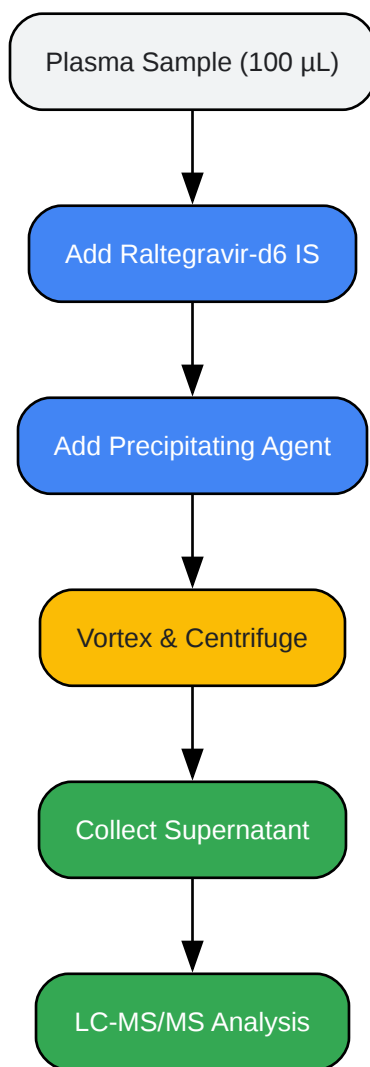 Plasma Sample (100 µL)
Add Raltegravir-d6 IS
Add Precipitating Agent
Vortex & Centrifuge
Collect Supernatant
LC-MS/MS Analysis